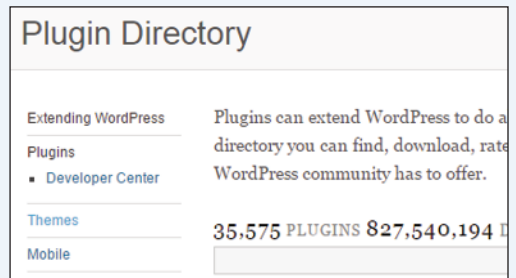 Plugin Directory
Extending WordPress
Plugins
Developer Center
Themes
Mobile
Plugins can extend WordPress to do a
directory you can find, download, rate
WordPress community has to offer.
35,575 PLUGINS 827,540,194 D